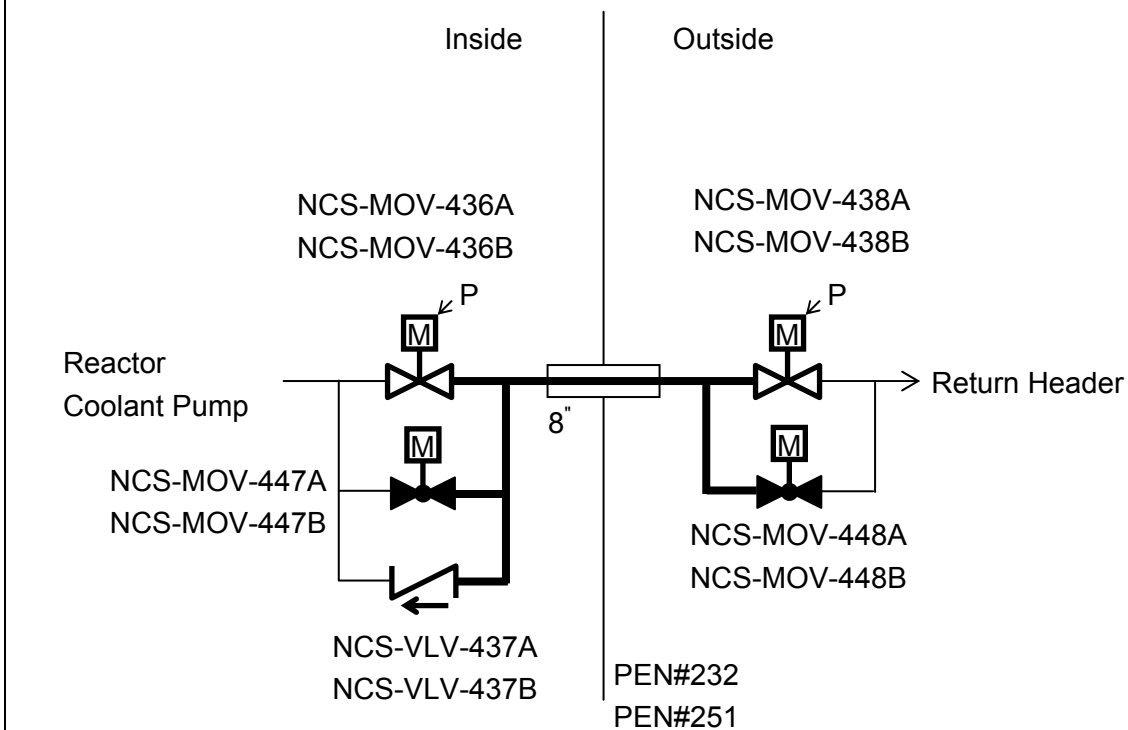 Inside
Outside
NCS-MOV-436A
NCS-MOV-436B
NCS-MOV-438A
NCS-MOV-438B
P
P
M
M
Reactor
Coolant Pump
Return Header
8"
M
M
NCS-MOV-447A
NCS-MOV-447B
NCS-MOV-448A
NCS-MOV-448B
NCS-VLV-437A
NCS-VLV-437B
PEN#232
PEN#251